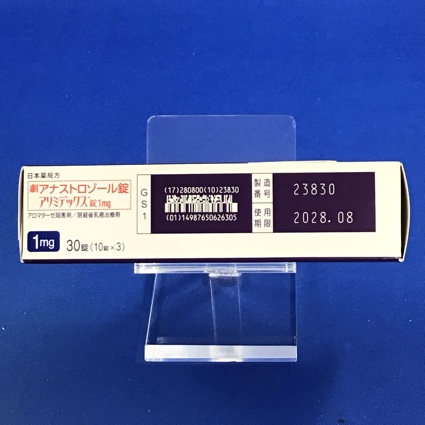 日本薬局方
劇 アナストロゾール錠
アリミデックス錠1mg
アロマターゼ阻害剤/閉経後乳癌治療剤
1mg 30錠 (10錠×3)
GS1
(17)280800(10)23830
(01)14987650626305
製造番号 23830
使用期限 2028.08